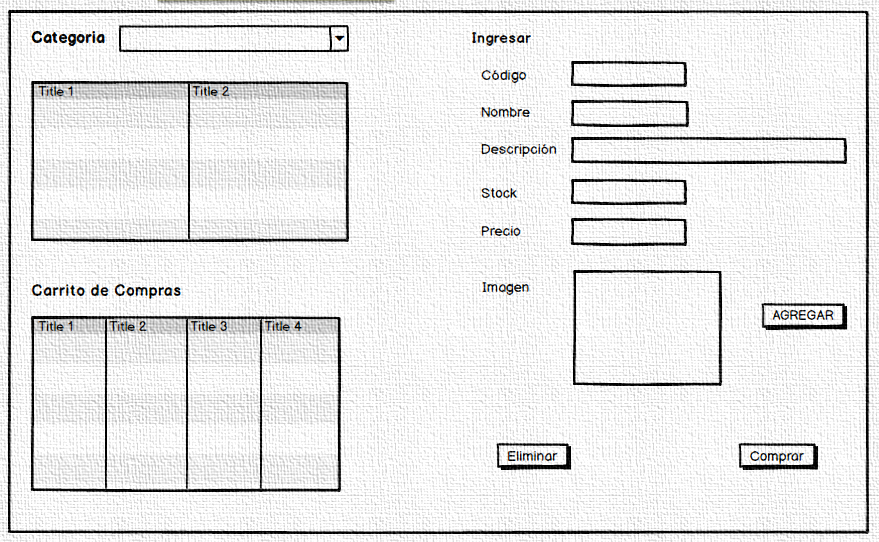 Categoria
Title 1 Title 2
Carrito de Compras
Title 1 Title 2 Title 3 Title 4
Ingresar
Código
Nombre
Descripción
Stock
Precio
Imogen
AGREGAR
Eliminar
Comprar